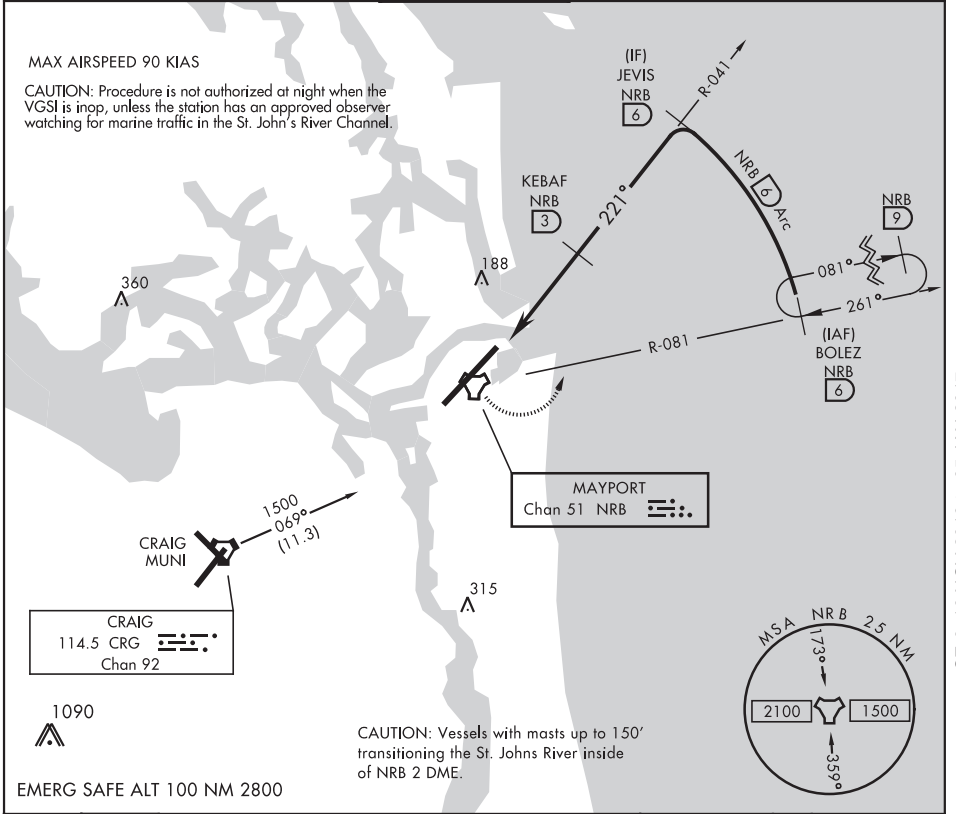 MAX AIRSPEED 90 KIAS
CAUTION: Procedure is not authorized at night when the
VGSI is inop, unless the station has an approved observer
watching for marine traffic in the St. John's River Channel.
(IF)
JEVIS
NRB
6
R-041
KEBAF
NRB
3
221°
NRB 6 Arc
NRB
9
081°
261°
R-081
(IAF)
BOLEZ
NRB
6
188
360
MAYPORT
Chan 51 NRB
1500
069°
(11.3)
CRAIG
MUNI
CRAIG
114.5 CRG
Chan 92
315
1090
CAUTION: Vessels with masts up to 150'
transitioning the St. Johns River inside
of NRB 2 DME.
EMERG SAFE ALT 100 NM 2800
MSA NRB 25 NM
173°
2100
1500
359°